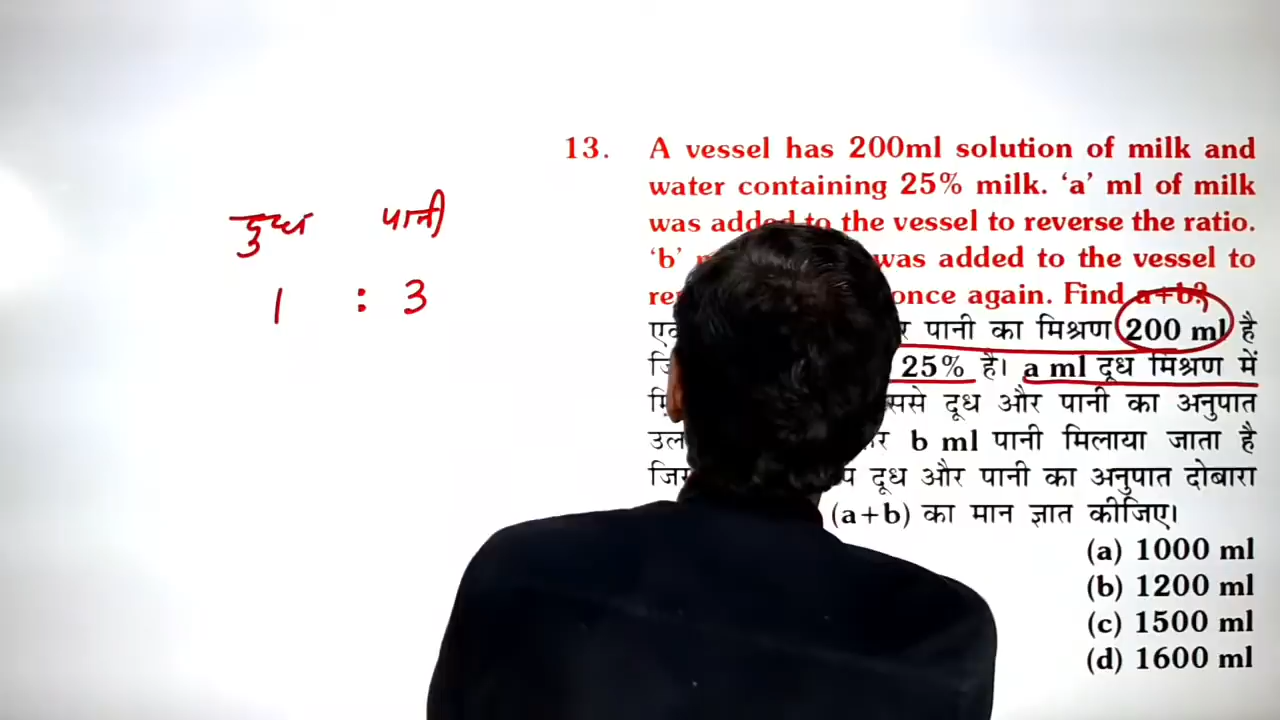 दुध पानी
1 : 3
13. A vessel has 200ml solution of milk and
water containing 25% milk. 'a' ml of milk
was added to the vessel to reverse the ratio.
'b' was added to the vessel to
once again. Find a+b?
पानी का मिश्रण 200 ml है
25% है। a ml दूध मिश्रण में
दूध और पानी का अनुपात
b ml पानी मिलाया जाता है
दूध और पानी का अनुपात दोबारा
(a+b) का मान ज्ञात कीजिए।
(a) 1000 ml
(b) 1200 ml
(c) 1500 ml
(d) 1600 ml